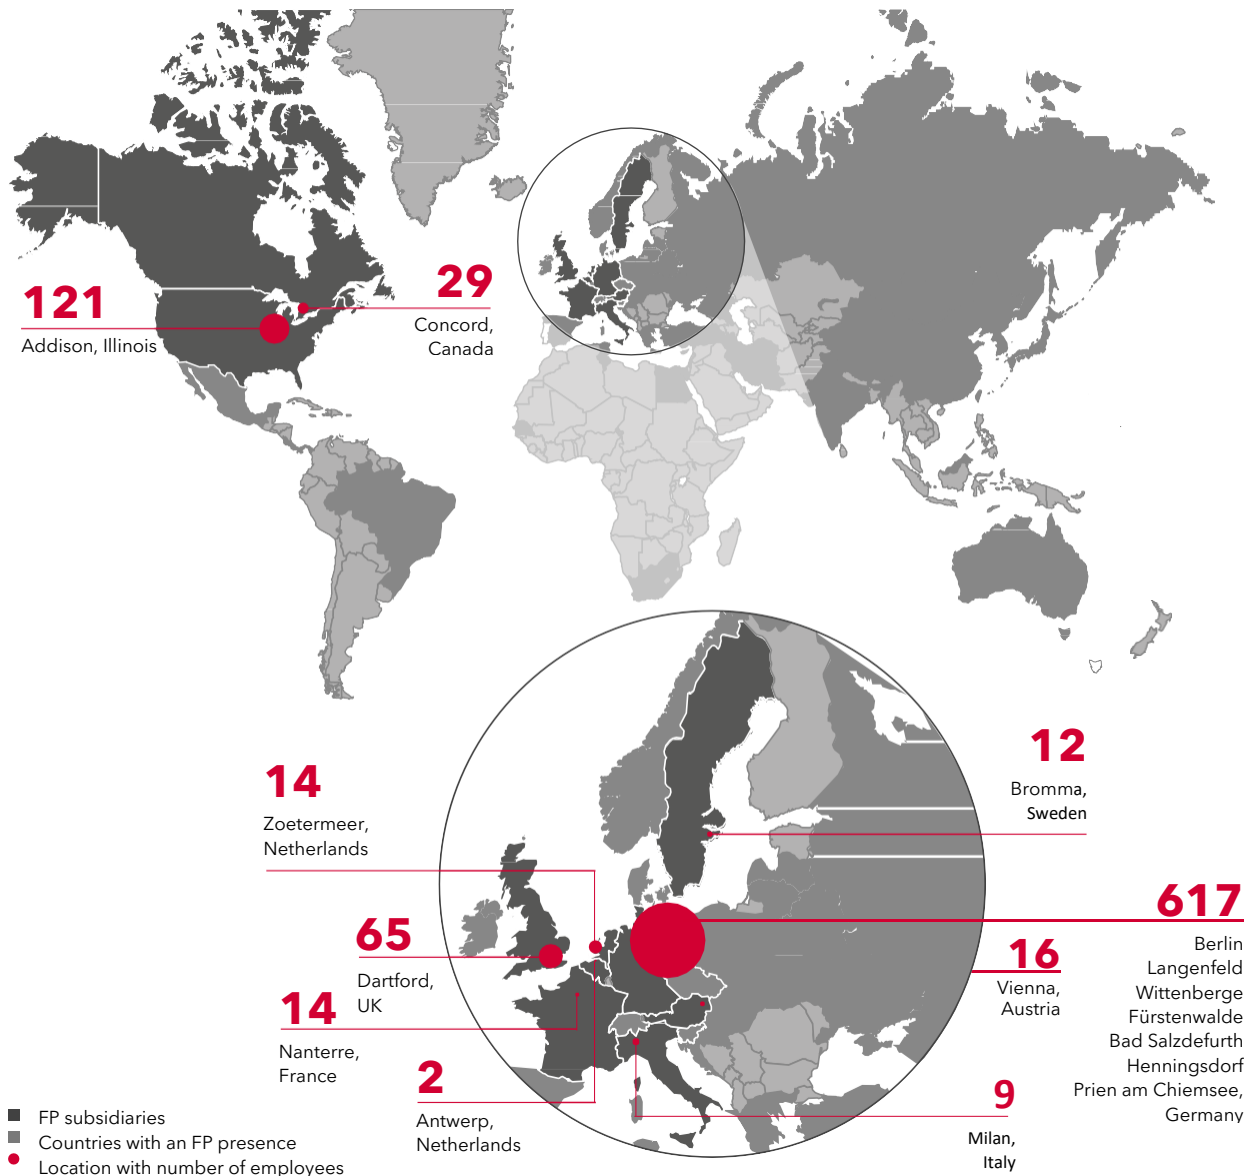 121
Addison, Illinois
29
Concord,
Canada
14
Zoetermeer,
Netherlands
12
Bromma,
Sweden
65
Dartford,
UK
617
Berlin
Langenfeld
Wittenberge
Fürstenwalde
Bad Salzdefurth
Henningsdorf
Prien am Chiemsee,
Germany
16
Vienna,
Austria
14
Nanterre,
France
2
Antwerp,
Netherlands
9
Milan,
Italy
FP subsidiaries
Countries with an FP presence
Location with number of employees